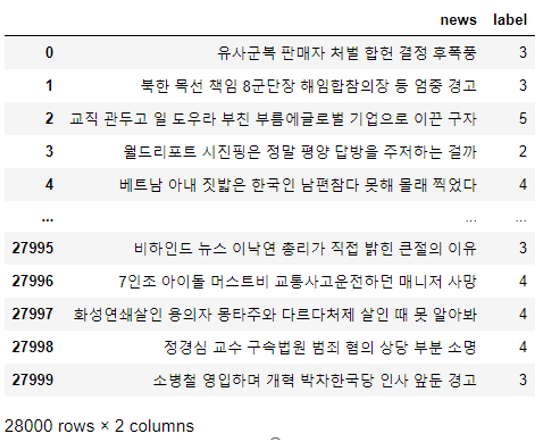 news label
0 유사군복 판매자 처벌 합헌 결정 후폭풍 3
1 북한 목선 책임 8군단장 해임합참의장 등 엄중 경고 3
2 교직 관두고 일 도우라 부친 부름에글로벌 기업으로 이끈 구자 5
3 월드리포트 시진핑은 정말 평양 답방을 주저하는 걸까 2
4 베트남 아내 짓밟은 한국인 남편참다 못해 몰래 찍었다 4
... ... ...
27995 비하인드 뉴스 이낙연 총리가 직접 밝힌 큰절의 이유 3
27996 7인조 아이돌 머스트비 교통사고운전하던 매니저 사망 4
27997 화성연쇄살인 용의자 몽타주와 다르다처제 살인 때 못 알아봐 4
27998 정경심 교수 구속법원 범죄 혐의 상당 부분 소명 4
27999 소병철 영입하며 개혁 박자한국당 인사 앞둔 경고 3
28000 rows × 2 columns